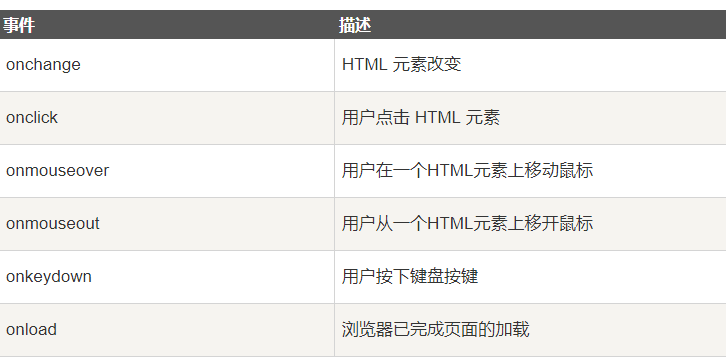 事件 描述
onchange HTML 元素改变
onclick 用户点击 HTML 元素
onmouseover 用户在一个HTML元素上移动鼠标
onmouseout 用户从一个HTML元素上移开鼠标
onkeydown 用户按下键盘按键
onload 浏览器已完成页面的加载